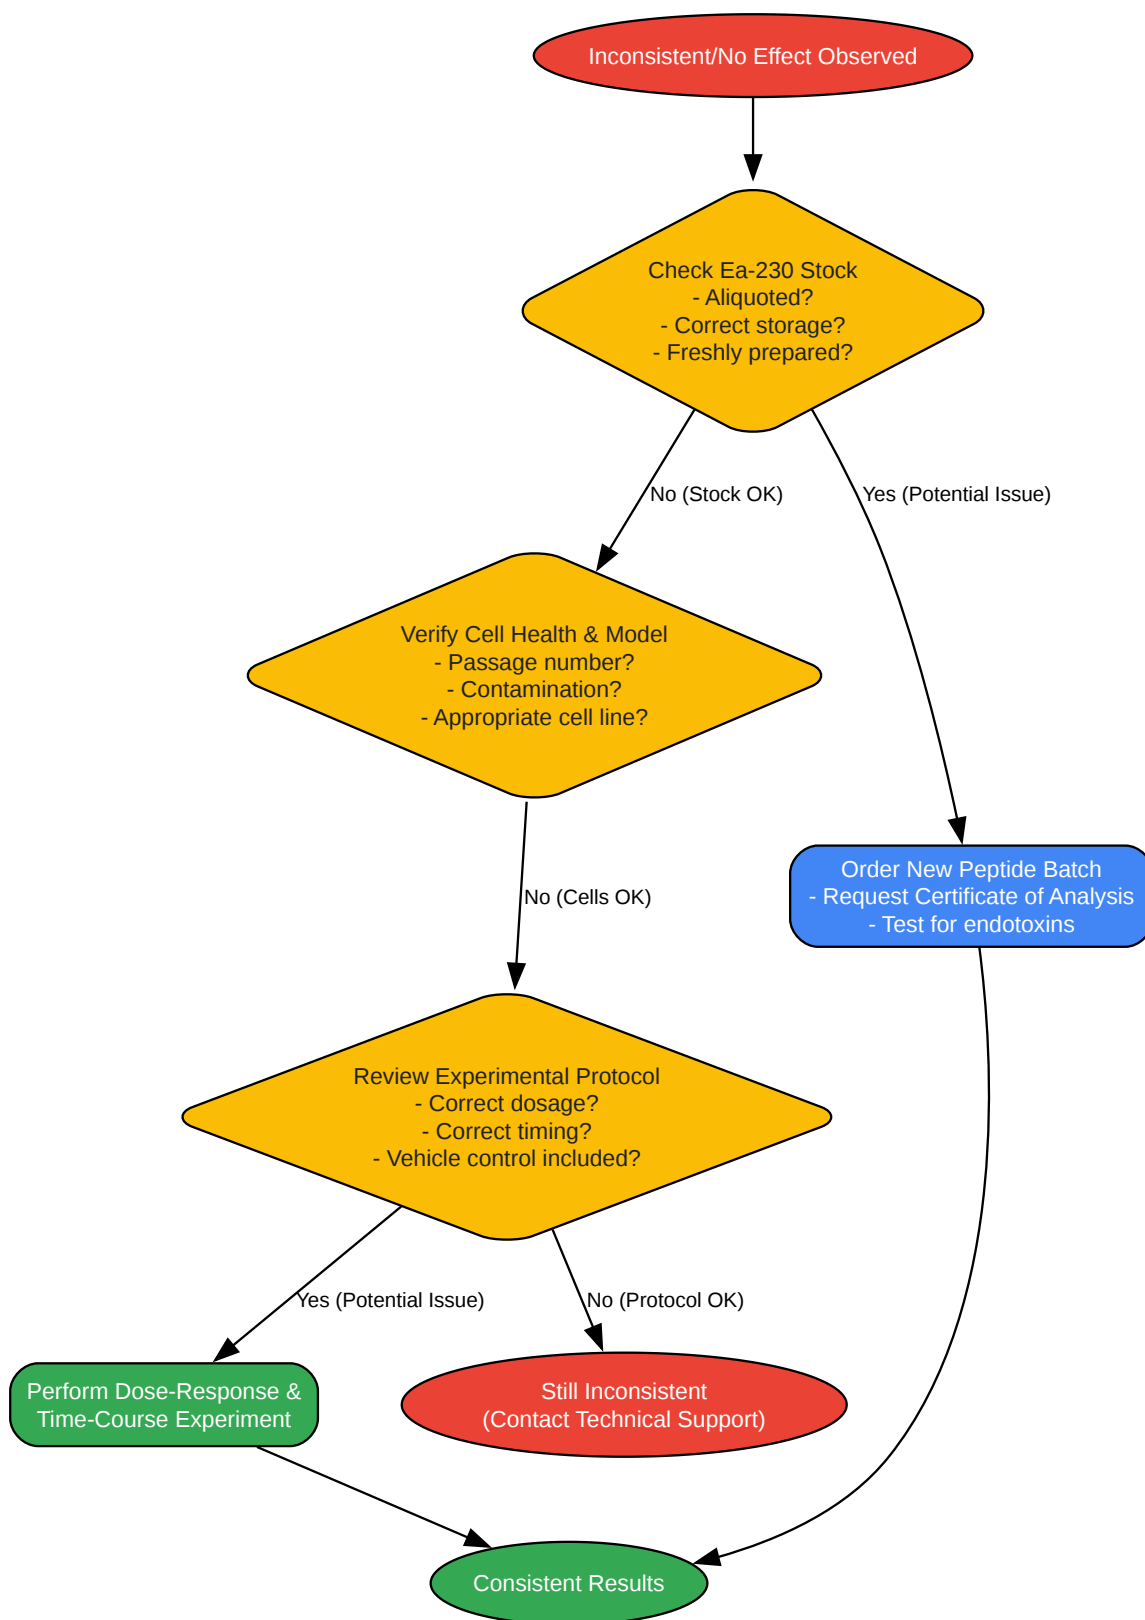 Inconsistent/No Effect Observed
Check Ea-230 Stock
- Aliquoted?
- Correct storage?
- Freshly prepared?
No (Stock OK)
Yes (Potential Issue)
Verify Cell Health & Model
- Passage number?
- Contamination?
- Appropriate cell line?
Order New Peptide Batch
- Request Certificate of Analysis
- Test for endotoxins
No (Cells OK)
Review Experimental Protocol
- Correct dosage?
- Correct timing?
- Vehicle control included?
Yes (Potential Issue)
No (Protocol OK)
Perform Dose-Response &
Time-Course Experiment
Still Inconsistent
(Contact Technical Support)
Consistent Results